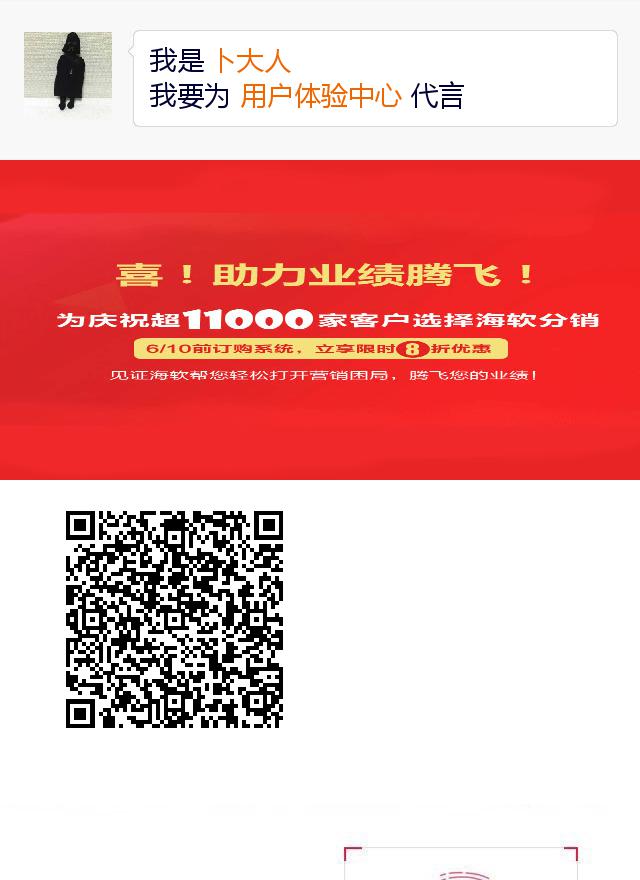 我是 卜大人
我要为 用户体验中心 代言
喜！助力业绩腾飞！
为庆祝超11000家客户选择海软分销
6/10前订购系统，立享限时8折优惠
见证海软帮您轻松打开营销困局，腾飞您的业绩！